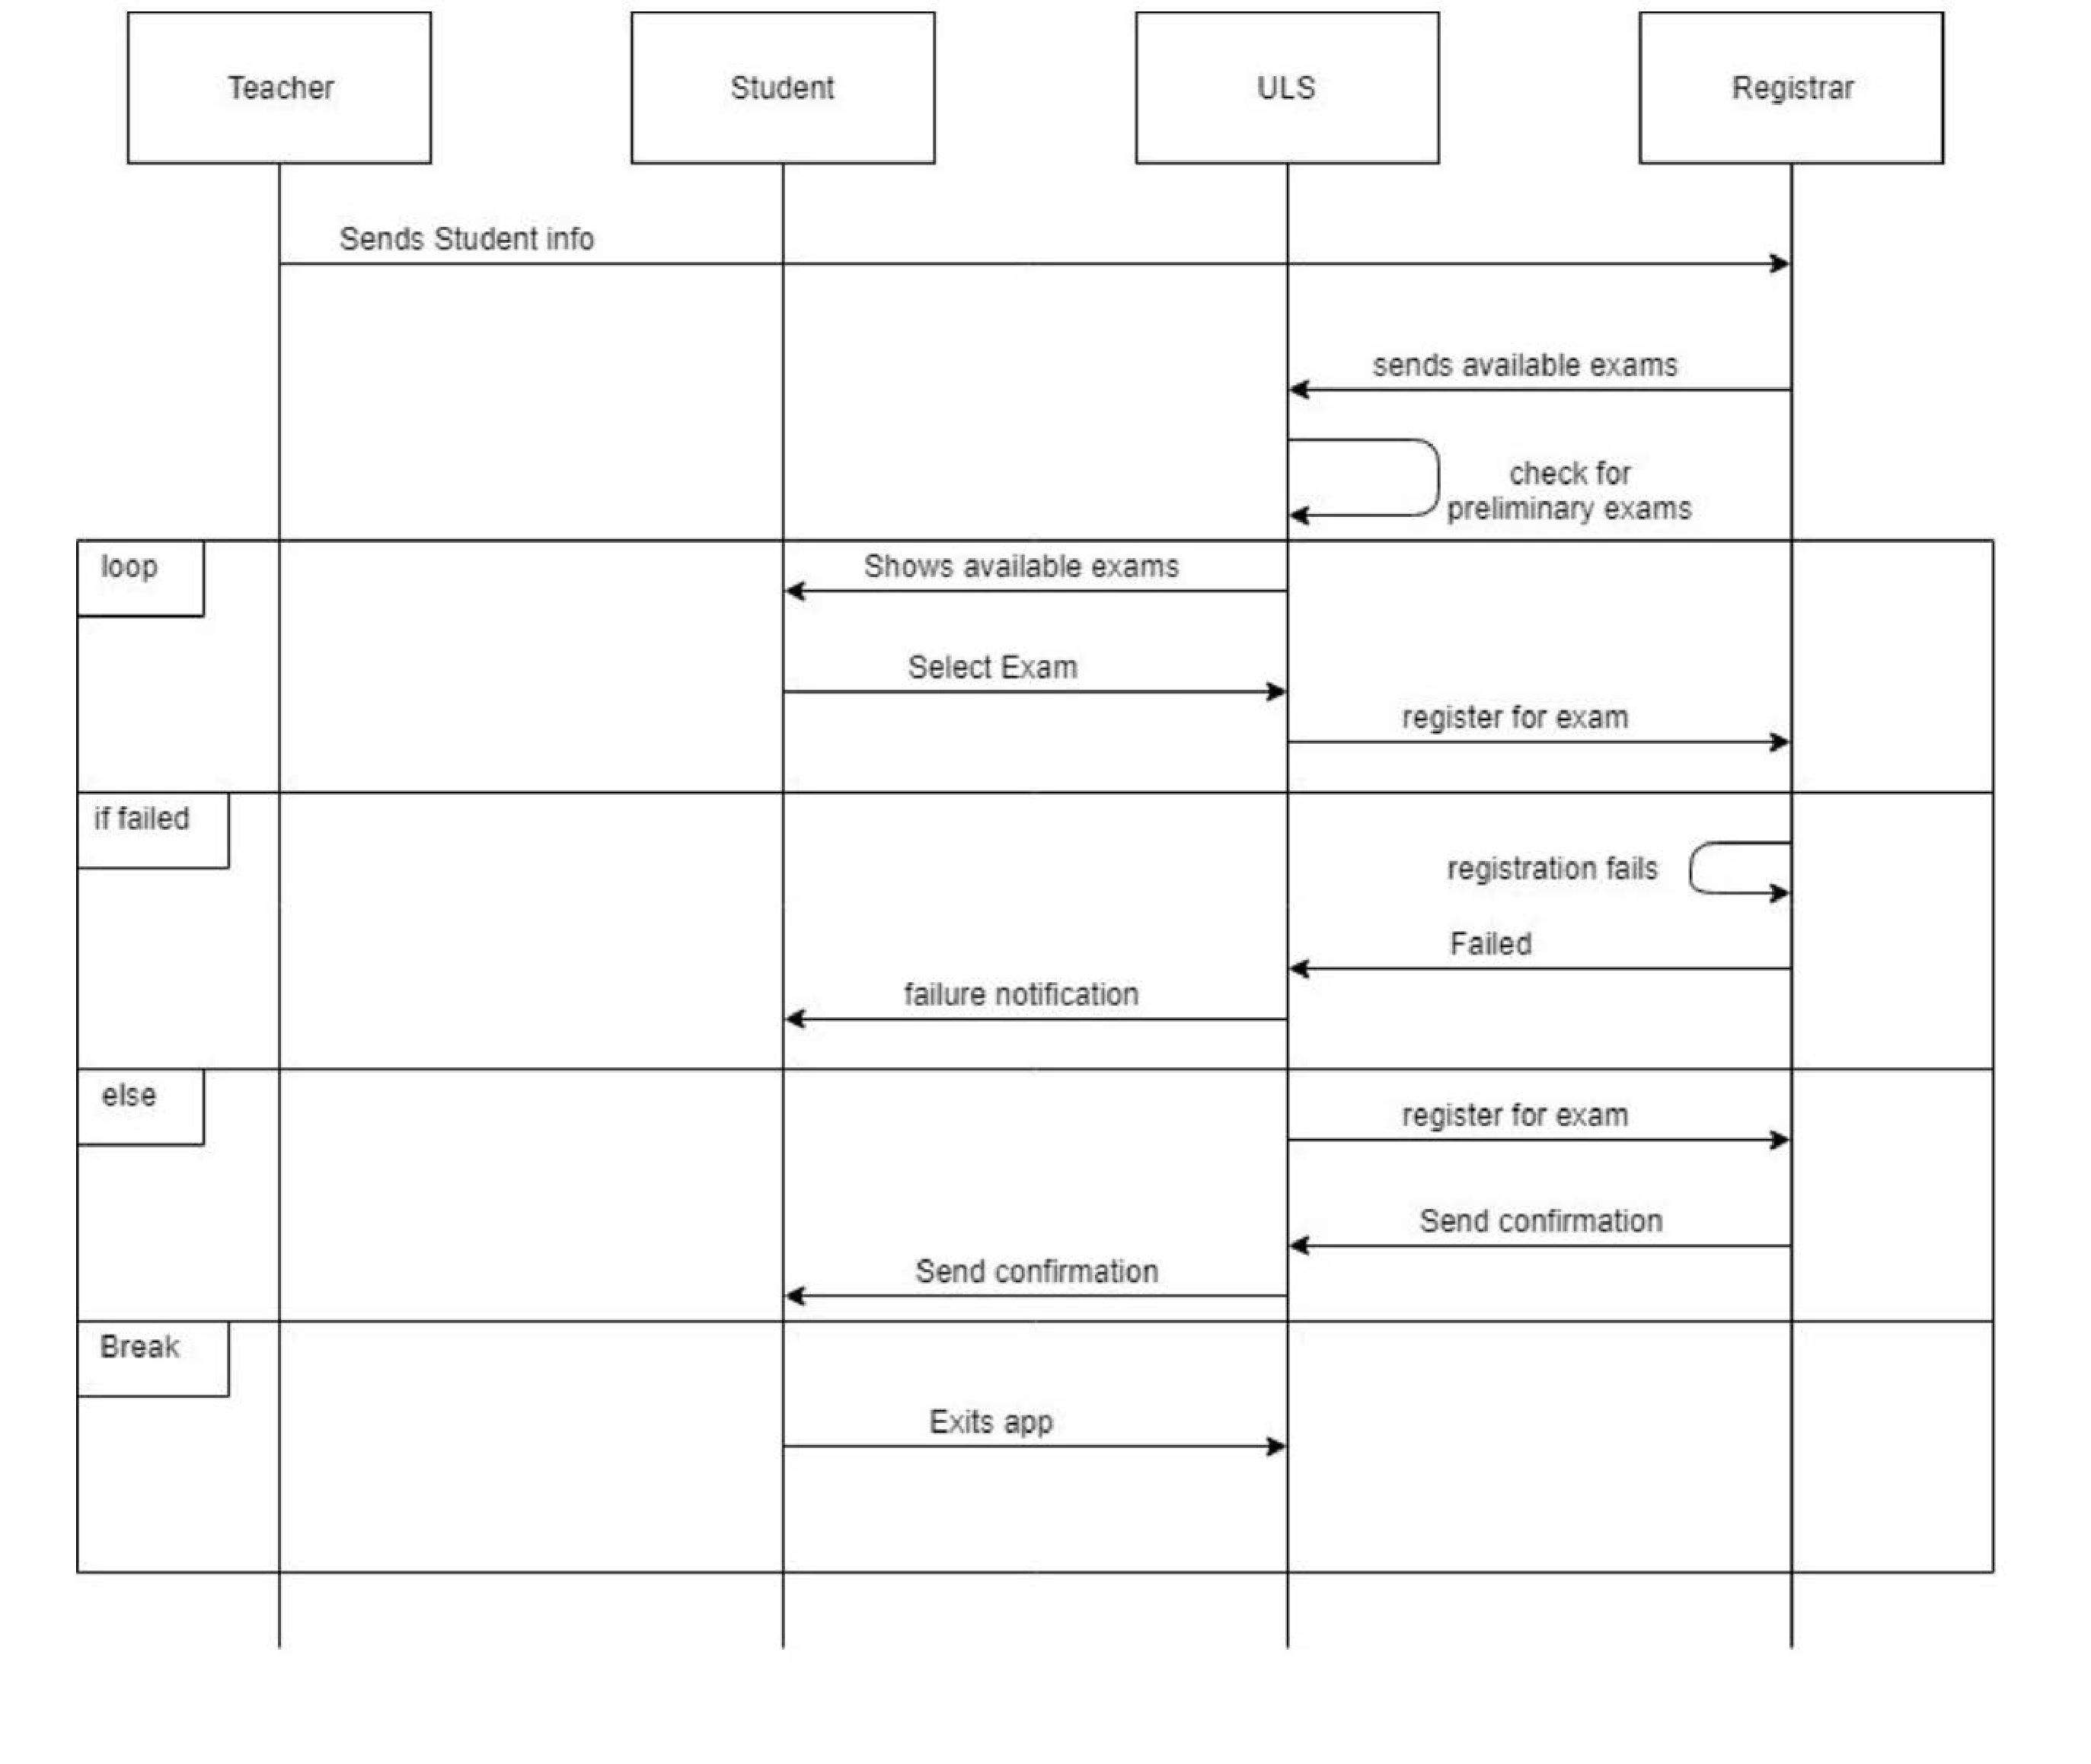 Teacher
Student
ULS
Registrar
Sends Student info
sends available exams
check for
preliminary exams
loop
Shows available exams
Select Exam
register for exam
if failed
registration fails
Failed
failure notification
else
register for exam
Send confirmation
Send confirmation
Break
Exits app